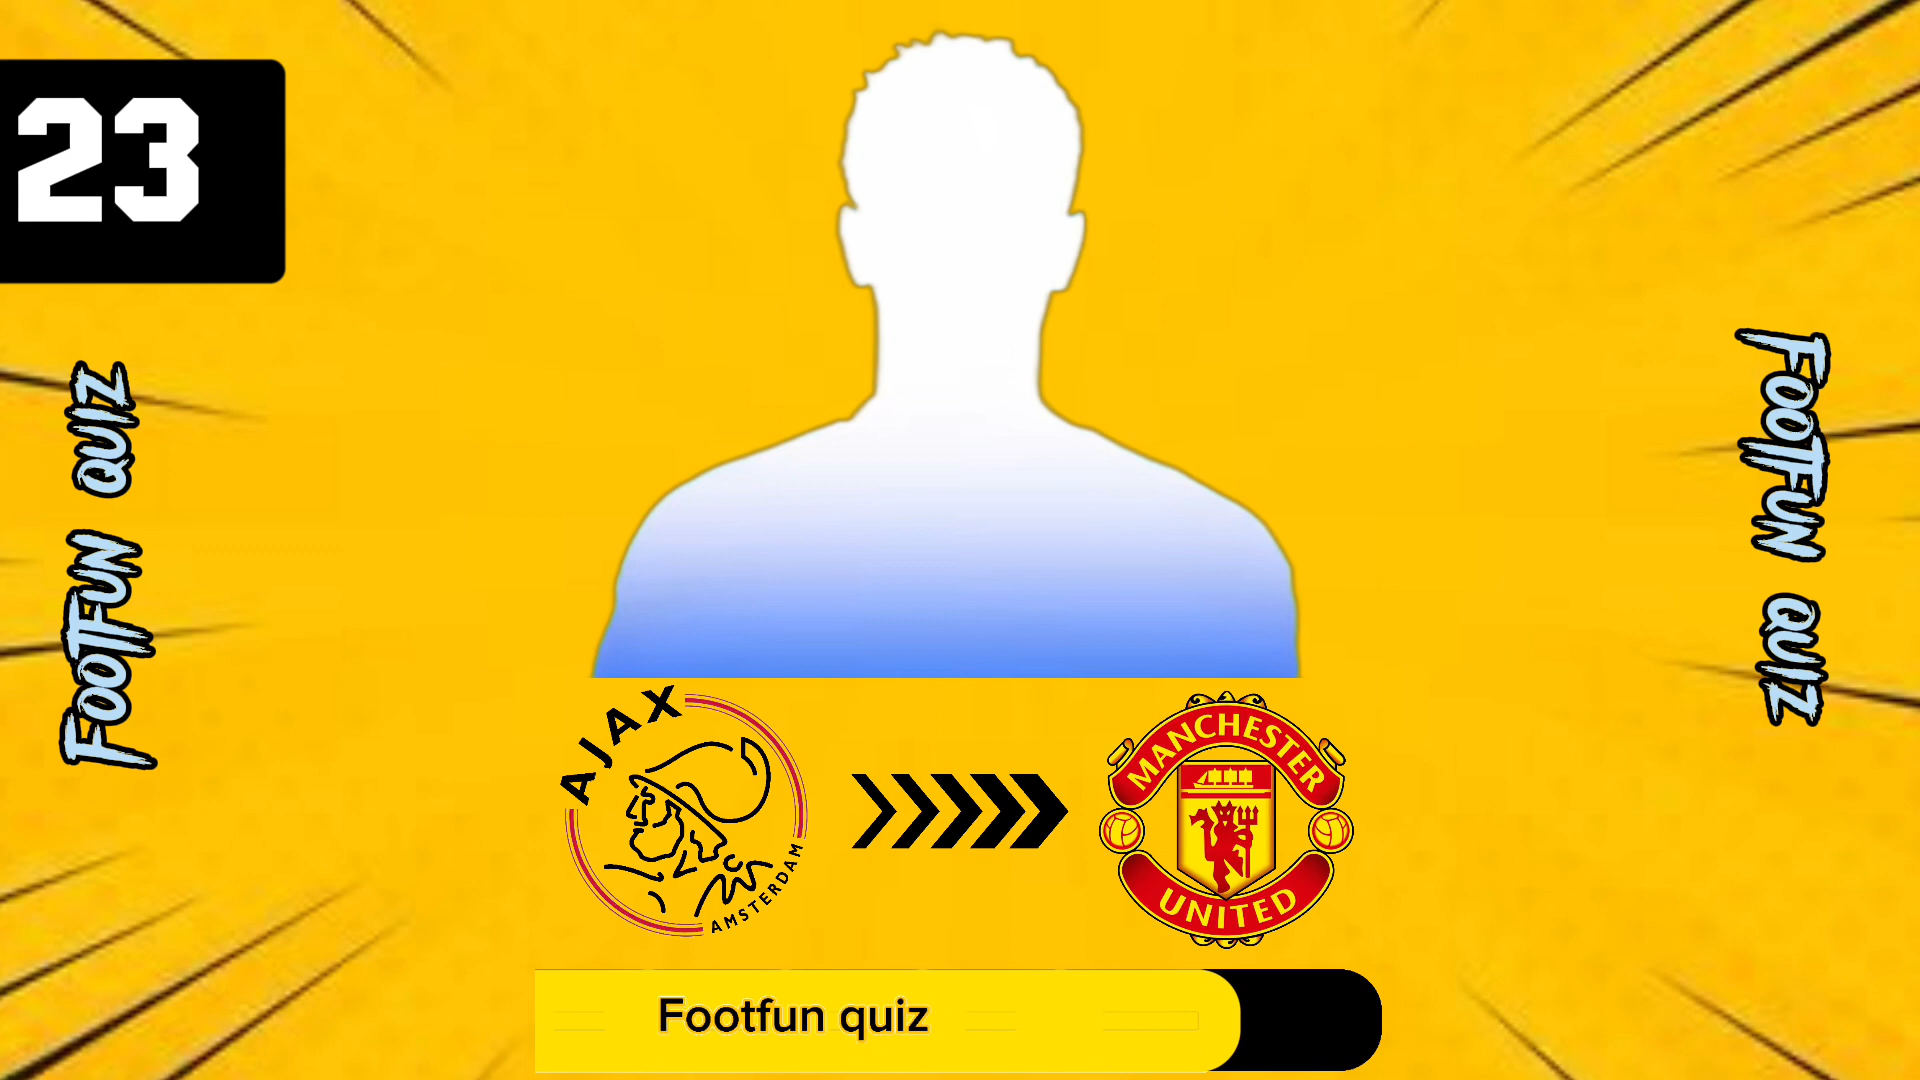 23
FOOTFUN QUIZ
FOOTFUN QUIZ
AJAX
AMSTERDAM
MANCHESTER
UNITED
Footfun quiz